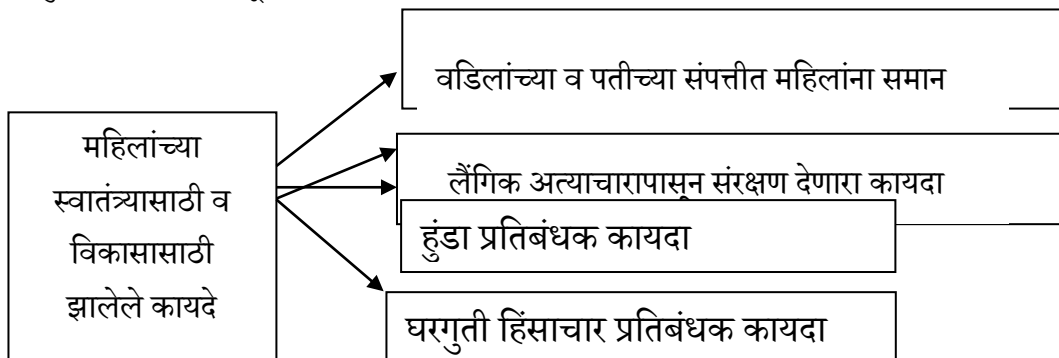 महिलांच्या
स्वातंत्र्यासाठी व
विकासासाठी
झालेले कायदे
वडिलांच्या व पतीच्या संपत्तीत महिलांना समान
लैंगिक अत्याचारापासून संरक्षण देणारा कायदा
हुंडा प्रतिबंधक कायदा
घरगुती हिंसाचार प्रतिबंधक कायदा